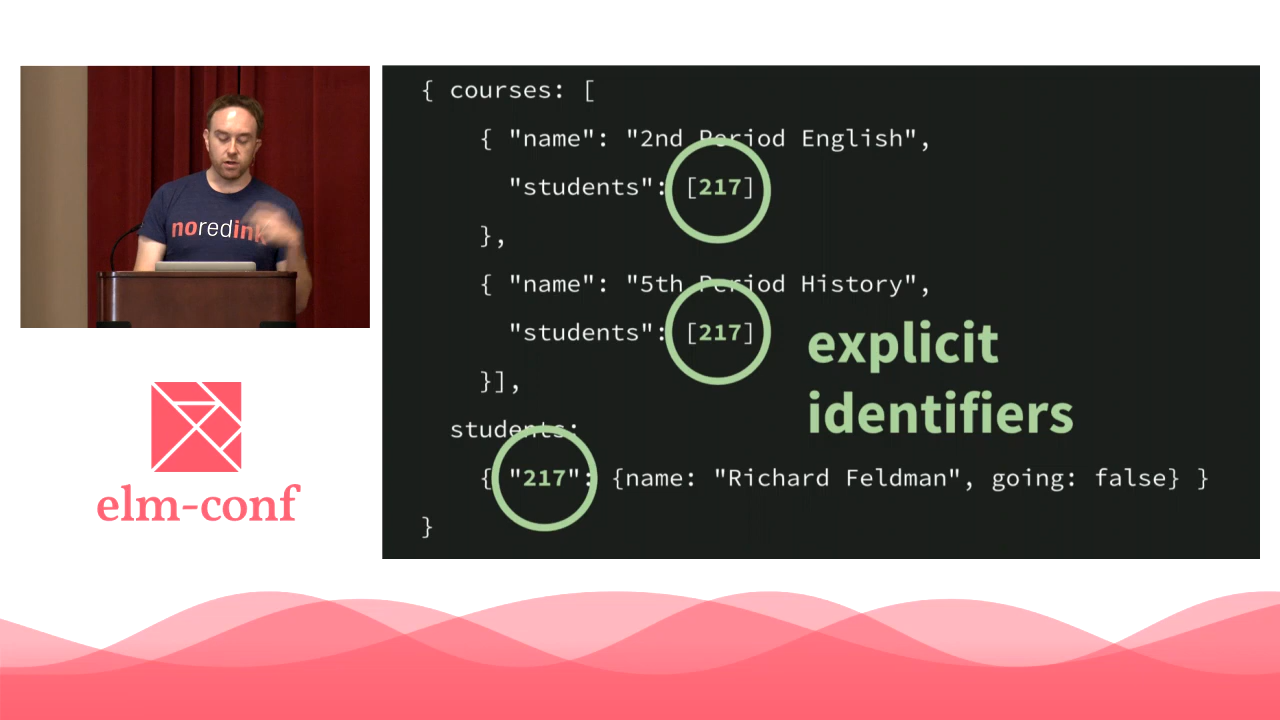 noredink
elm-conf
{ courses: [
{ "name": "2nd Period English",
"students": [217]
},
{ "name": "5th Period History",
"students": [217]
}],
students:
{ "217": {name: "Richard Feldman", going: false} }
}
explicit
identifiers